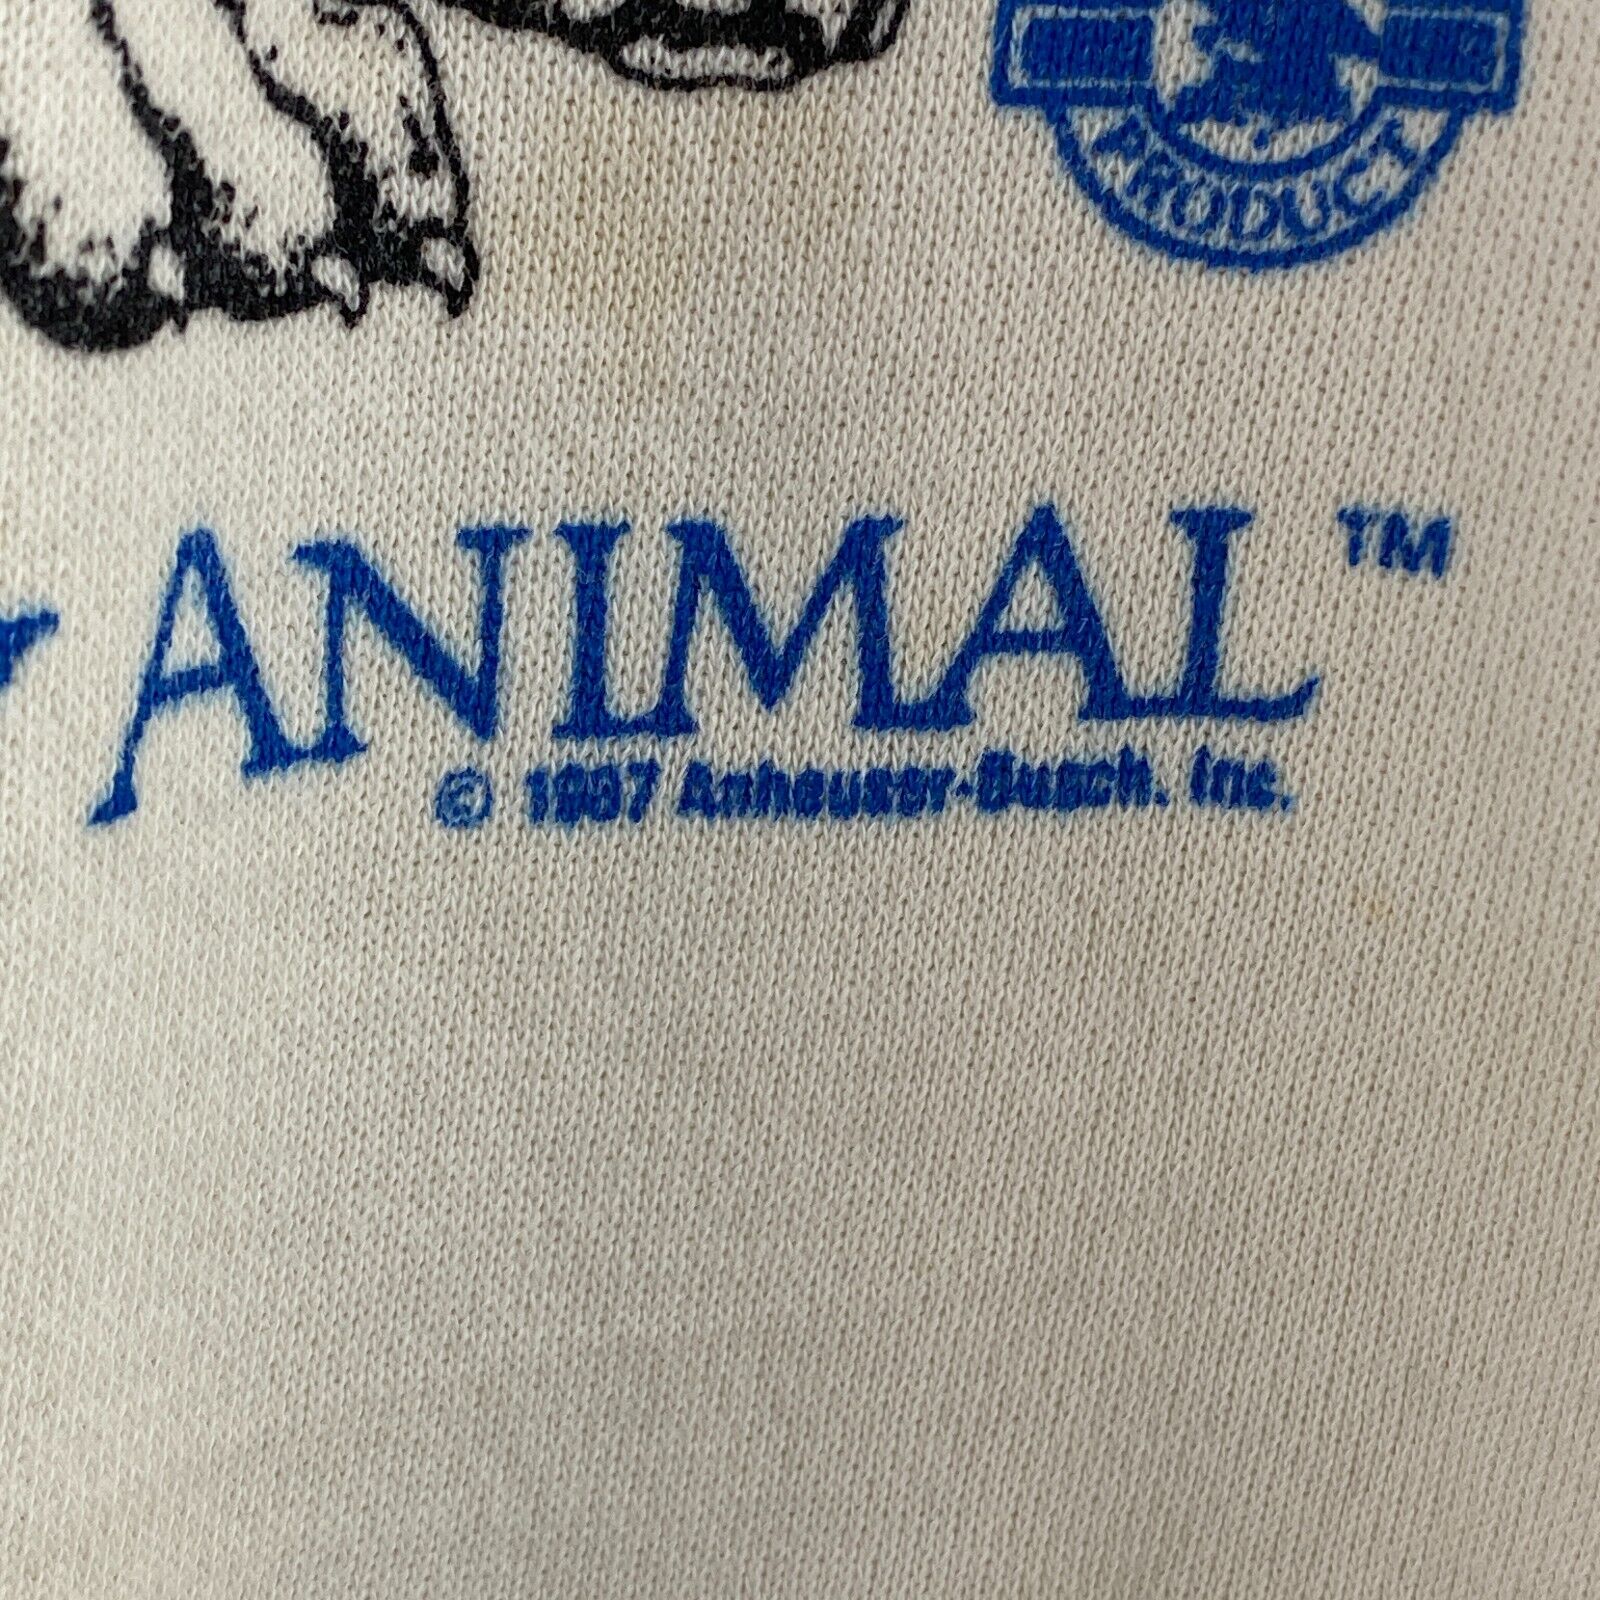 PRODUCT
ANIMAL™
© 1987 Anheuser-Busch, Inc.